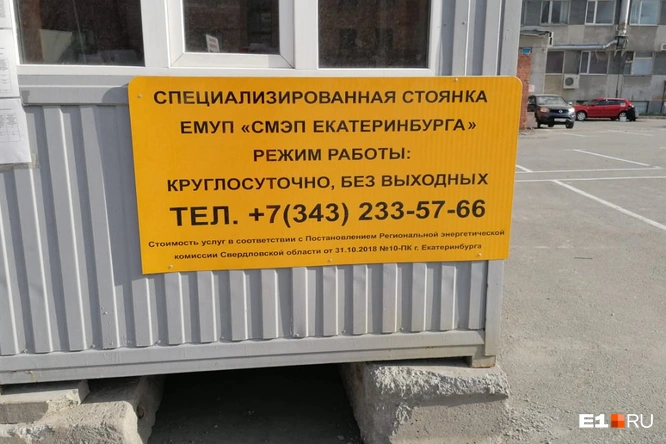 СПЕЦИАЛИЗИРОВАННАЯ СТОЯНКА
ЕМУП «СМЭП ЕКАТЕРИНБУРГА»
РЕЖИМ РАБОТЫ:
КРУГЛОСУТОЧНО, БЕЗ ВЫХОДНЫХ
ТЕЛ. +7(343) 233-57-66
Стоимость услуг в соответствии с Постановлением Региональной энергетической
комиссии Свердловской области от 31.10.2018 №10-ПК г. Екатеринбурга
E1 RU